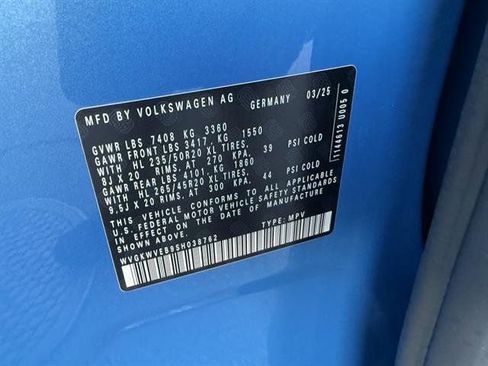 MFD BY VOLKSWAGEN AG GERMANY 03/25
GVWR LBS 7408 KG 3360
GAWR FRONT LBS 3417, KG 1550
WITH HL 235/50R20 XL TIRES,
8J X 20 RIMS, AT 270 KPA, 39 PSI COLD
GAWR REAR LBS 4101, KG 1860
WITH HL 265/45R20 XL TIRES,
9.5J X 20 RIMS, AT 300 KPA, 44 PSI COLD
THIS VEHICLE CONFORMS TO ALL APPLICABLE
U.S. FEDERAL MOTOR VEHICLE SAFETY STANDARDS
IN EFFECT ON THE DATE OF MANUFACTURE
SHOWN ABOVE.
TYPE: MPV
11144613 U005 0